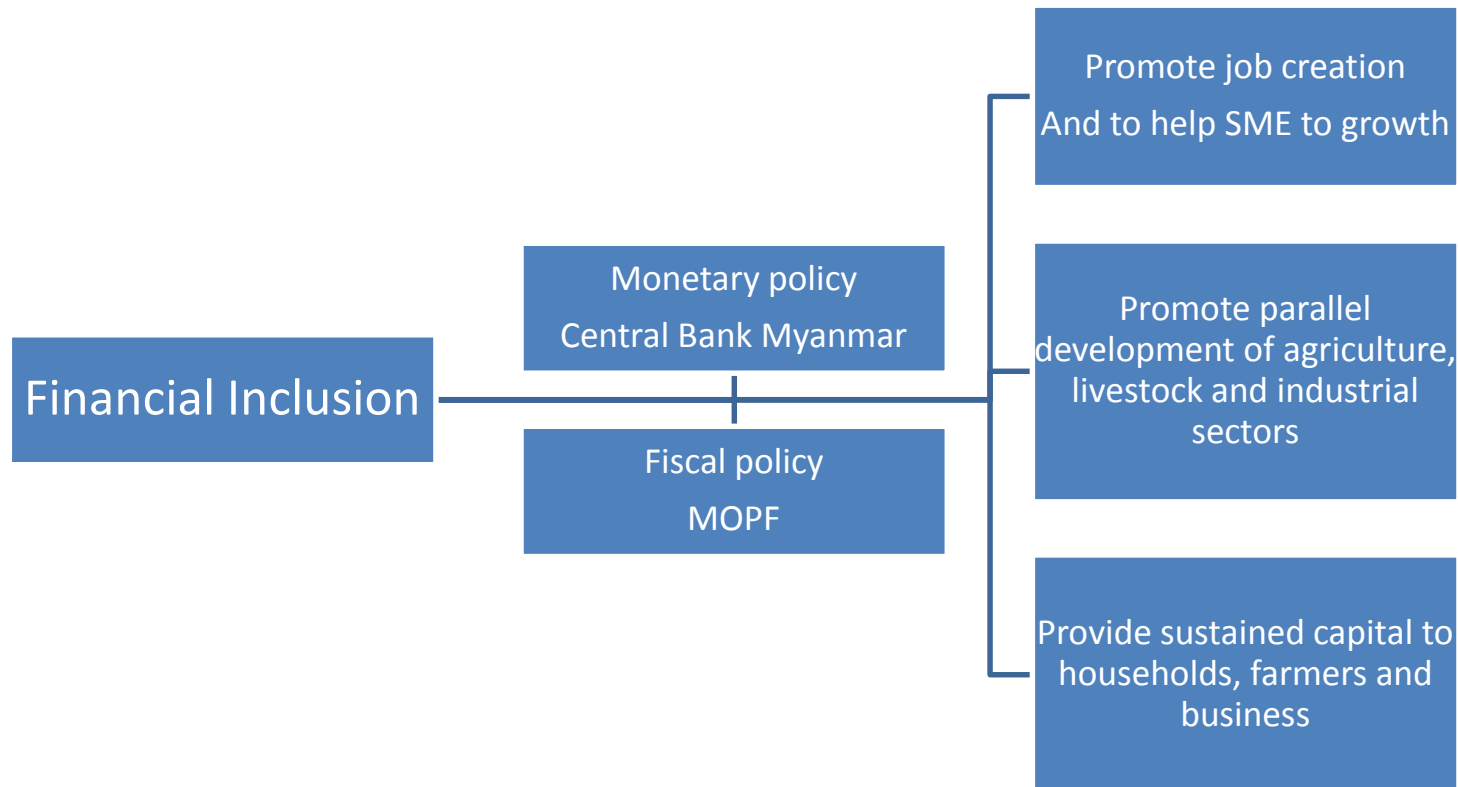 Financial Inclusion
Monetary policy
Central Bank Myanmar
Fiscal policy
MOPF
Promote job creation
And to help SME to growth
Promote parallel
development of agriculture,
livestock and industrial
sectors
Provide sustained capital to
households, farmers and
business